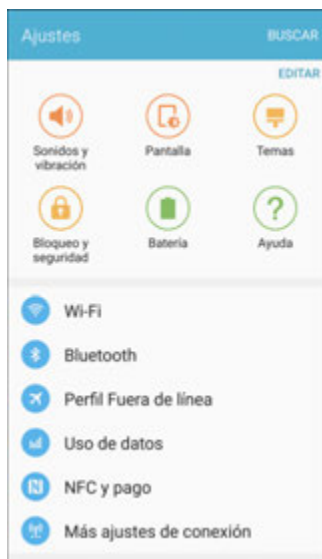 Ajustes BUSCAR
EDITAR
Sonidos y vibración
Pantalla
Temas
Bloqueo y seguridad
Batería
Ayuda
Wi-Fi
Bluetooth
Perfil Fuera de línea
Uso de datos
NFC y pago
Más ajustes de conexión